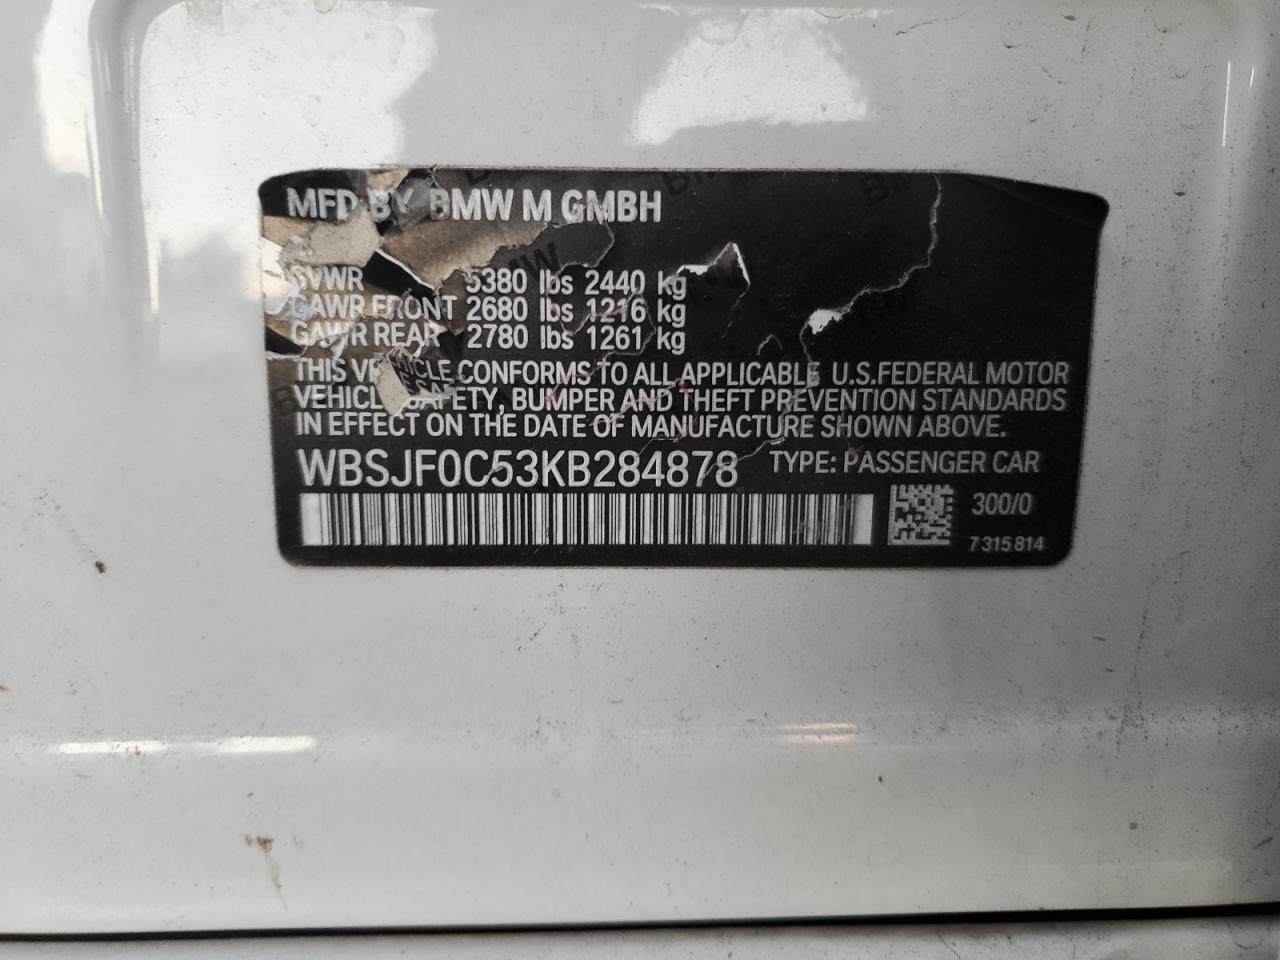 MFD BY BMW M GMBH
GVWR 5380 lbs 2440 kg
GAWR FRONT 2680 lbs 1216 kg
GAWR REAR 2780 lbs 1261 kg
THIS VEHICLE CONFORMS TO ALL APPLICABLE U.S.FEDERAL MOTOR
VEHICLE SAFETY, BUMPER AND THEFT PREVENTION STANDARDS
IN EFFECT ON THE DATE OF MANUFACTURE SHOWN ABOVE.
WBSJF0C53KB284878 TYPE: PASSENGER CAR
300/0
7 315 814